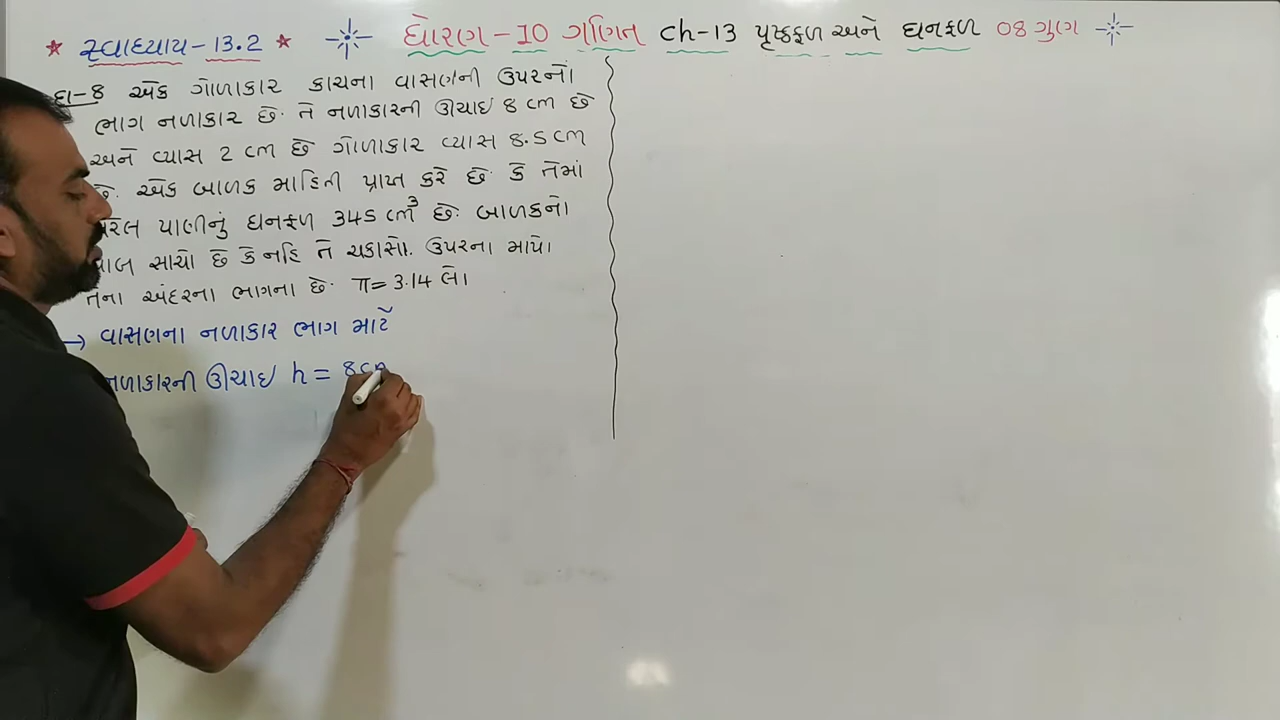 સ્વાધ્યાય-13.2 ધોરણ-10 ગણિત ch-13 પૃષ્ઠફળ અને ઘનફળ 08 ગુણ
દા-8 એક ગોળાકાર કાચના વાસણની ઉપરનો
ભાગ નળાકાર છે. તે નળાકારની ઊંચાઇ 8 cm છે
અને વ્યાસ 2 cm છે ગોળાકાર વ્યાસ 8.5 cm
છે. એક બાળક માહિતી પ્રાપ્ત કરે છે કે તેમાં
પાણીનું ઘનફળ 345 cm³ છે. બાળકનો
સાચો છે કે નહિ તે ચકાસો. ઉપરના માપો
તેના અંદરના ભાગના છે. π = 3.14 લો
→ વાસણના નળાકાર ભાગ માટે
નળાકારની ઊંચાઇ h = 8